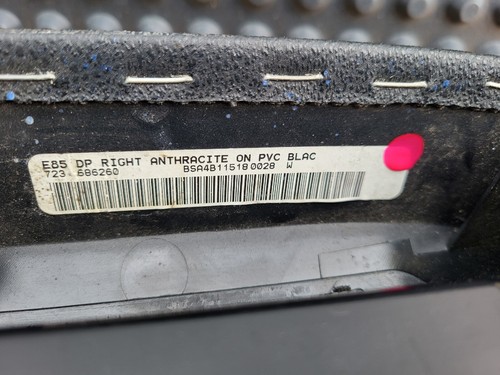 E85 DP RIGHT ANTHRACITE ON PVC BLAC
723 686260 BSA4B115180028 W